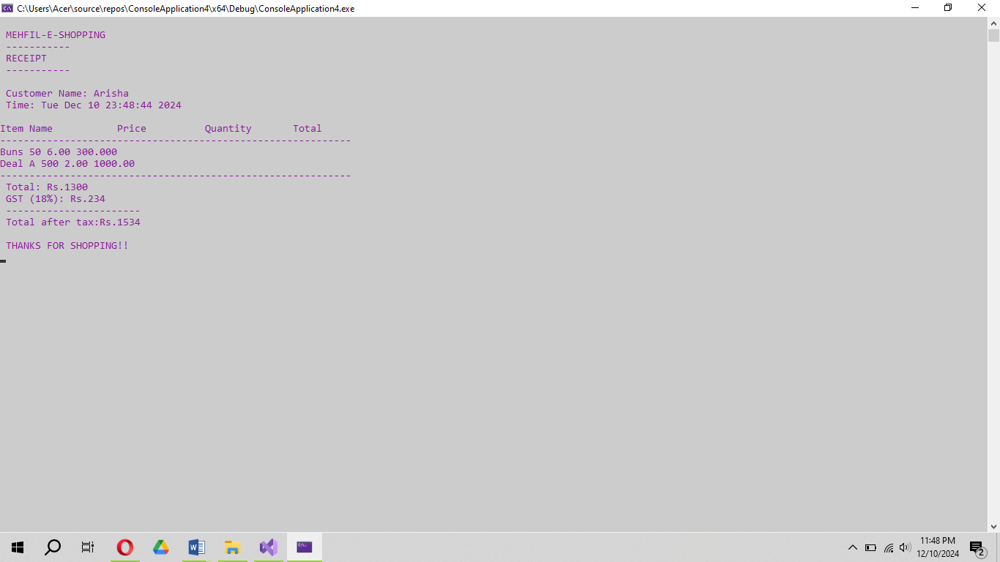 C:\Users\Acer\source\repos\ConsoleApplication4\x64\Debug\ConsoleApplication4.exe
MEHFIL-E-SHOPPING
-----------
RECEIPT
-----------
Customer Name: Arisha
Time: Tue Dec 10 23:48:44 2024
Item Name Price Quantity Total
------------------------------------------------------------
Buns 50 6.00 300.000
Deal A 500 2.00 1000.00
------------------------------------------------------------
Total: Rs.1300
GST (18%): Rs.234
-----------------------
Total after tax:Rs.1534
THANKS FOR SHOPPING!!
11:48 PM
12/10/2024
2